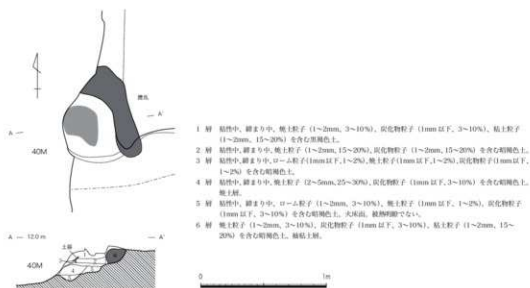 攪乱
A
A'
40M
1 層 粘性中、締まり中、焼土粒子（1～2mm、3～10%）、炭化物粒子（1mm以下、3～10%）、粘土粒子
（1～2mm、15～20%）を含む黒褐色土。
2 層 粘性中、締まり中、焼土粒子（1～2mm、15～20%）、炭化物粒子（1～2mm、15～20%）を含む暗褐色土。
3 層 粘性中、締まり中、ローム粒子（1mm以下、1～2%）、焼土粒子（1mm以下、1～2%）、炭化物粒子（1mm以下、
1～2%）を含む暗褐色土。
4 層 粘性中、締まり中、焼土粒子（2～5mm、25～30%）、炭化物粒子（1mm以下、3～10%）を含む暗褐色土。
焼土層。
5 層 粘性中、締まり中、ローム粒子（1～2mm、3～10%）、焼土粒子（1mm以下、1～2%）、炭化物粒子
（1mm以下、3～10%）を含む暗褐色土。火床面、被熱明瞭でない。
6 層 焼土粒子（1～2mm、3～10%）、炭化物粒子（1mm以下、3～10%）、粘土粒子（1～2mm、15～
20%）を含む暗褐色土。袖粘土層。
A 12.0m
A'
土器
40M
4
0
1m